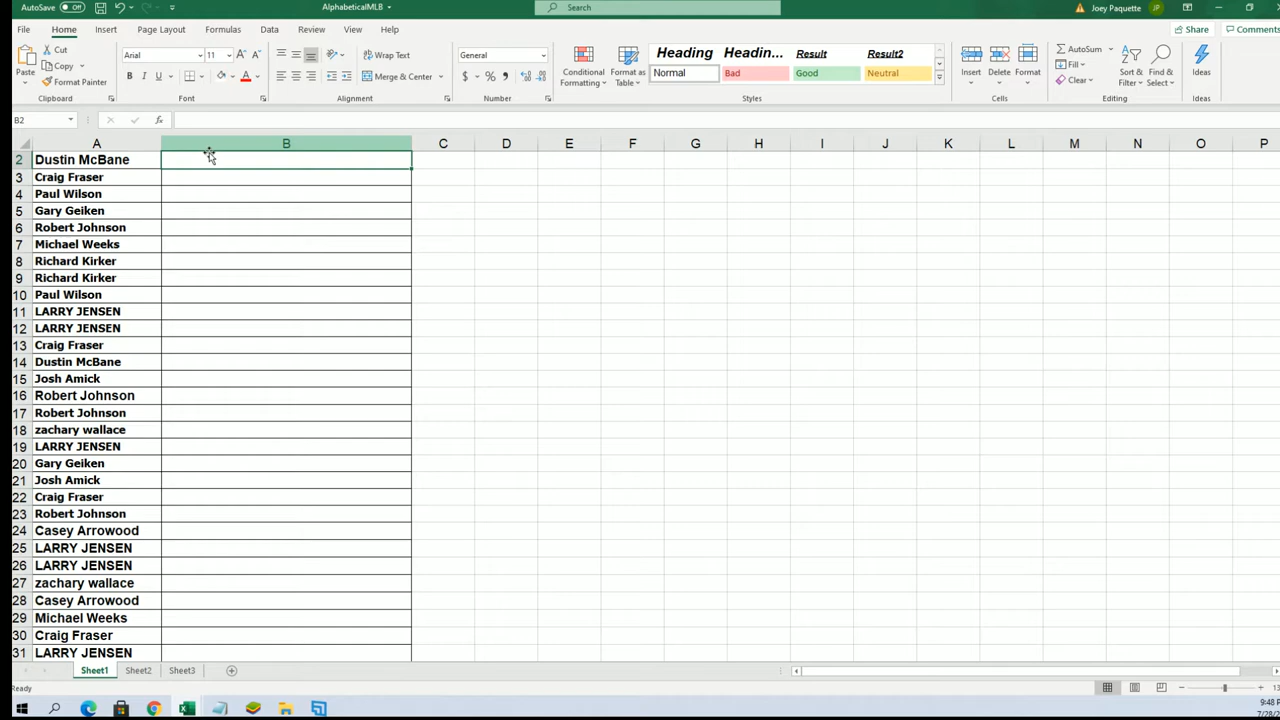 AutoSave Off AlphabeticalMLB Search Joey Paquette JP
File Home Insert Page Layout Formulas Data Review View Help Share Comments
Paste Cut Copy Format Painter Clipboard
Arial 11 A A B I U A Font
Wrap Text Merge & Center Alignment
General $ % Number
Conditional Formatting Format as Table
Heading Headin... Result Result2
Normal Bad Good Neutral
Styles
Insert Delete Format Cells
AutoSum Fill Clear Sort & Filter Find & Select Editing
Ideas Ideas
B2 fx
A B C D E F G H I J K L M N O P
2 Dustin McBane
3 Craig Fraser
4 Paul Wilson
5 Gary Geiken
6 Robert Johnson
7 Michael Weeks
8 Richard Kirker
9 Richard Kirker
10 Paul Wilson
11 LARRY JENSEN
12 LARRY JENSEN
13 Craig Fraser
14 Dustin McBane
15 Josh Amick
16 Robert Johnson
17 Robert Johnson
18 zachary wallace
19 LARRY JENSEN
20 Gary Geiken
21 Josh Amick
22 Craig Fraser
23 Robert Johnson
24 Casey Arrowood
25 LARRY JENSEN
26 LARRY JENSEN
27 zachary wallace
28 Casey Arrowood
29 Michael Weeks
30 Craig Fraser
31 LARRY JENSEN
Sheet1 Sheet2 Sheet3
Ready
9:48